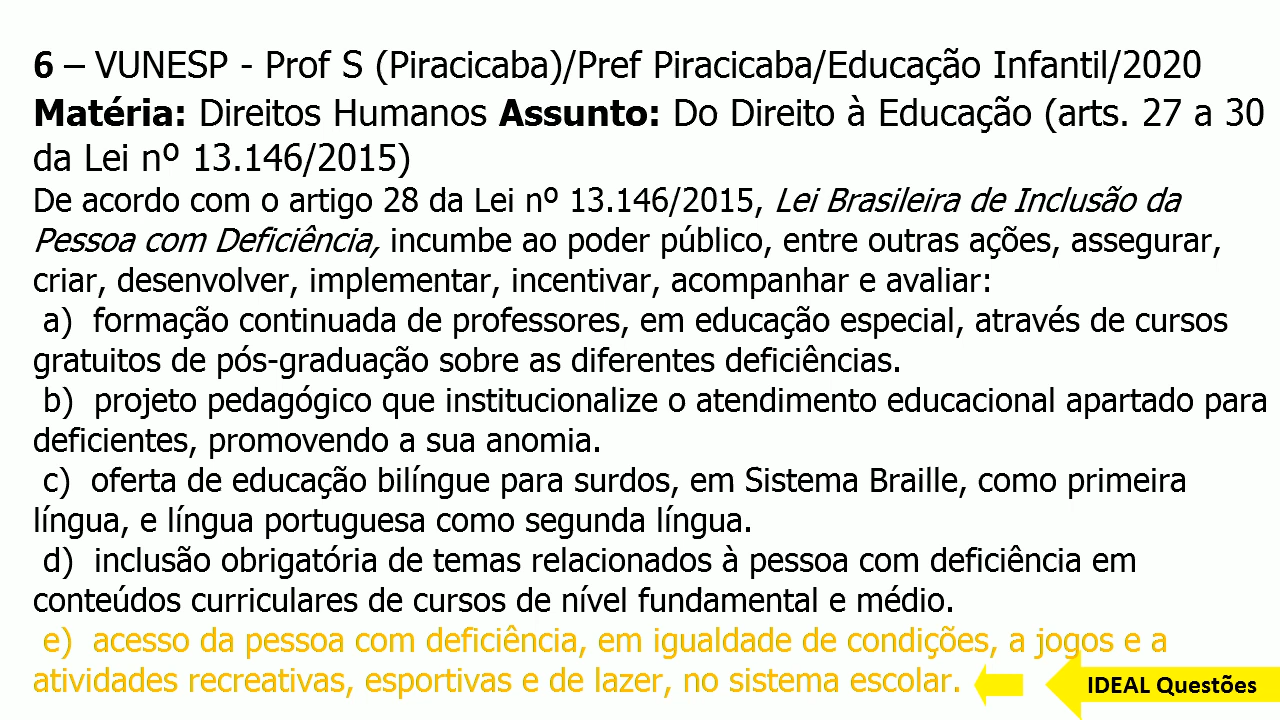 6 – VUNESP - Prof S (Piracicaba)/Pref Piracicaba/Educação Infantil/2020
Matéria: Direitos Humanos Assunto: Do Direito à Educação (arts. 27 a 30
da Lei nº 13.146/2015)
De acordo com o artigo 28 da Lei nº 13.146/2015, Lei Brasileira de Inclusão da
Pessoa com Deficiência, incumbe ao poder público, entre outras ações, assegurar,
criar, desenvolver, implementar, incentivar, acompanhar e avaliar:
a) formação continuada de professores, em educação especial, através de cursos
gratuitos de pós-graduação sobre as diferentes deficiências.
b) projeto pedagógico que institucionalize o atendimento educacional apartado para
deficientes, promovendo a sua anomia.
c) oferta de educação bilíngue para surdos, em Sistema Braille, como primeira
língua, e língua portuguesa como segunda língua.
d) inclusão obrigatória de temas relacionados à pessoa com deficiência em
conteúdos curriculares de cursos de nível fundamental e médio.
e) acesso da pessoa com deficiência, em igualdade de condições, a jogos e a
atividades recreativas, esportivas e de lazer, no sistema escolar.
IDEAL Questões